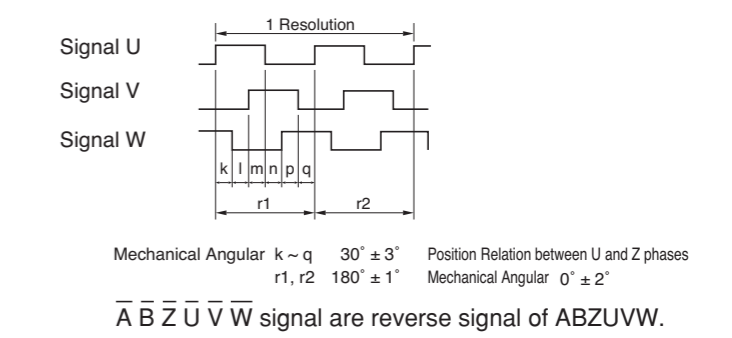 1 Resolution
Signal U
Signal V
Signal W
k l m n p q
r1 r2
Mechanical Angular k ~ q 30° ± 3° Position Relation between U and Z phases
r1, r2 180° ± 1° Mechanical Angular 0° ± 2°
A̅ B̅ Z̅ U̅ V̅ W̅ signal are reverse signal of ABZUVW.